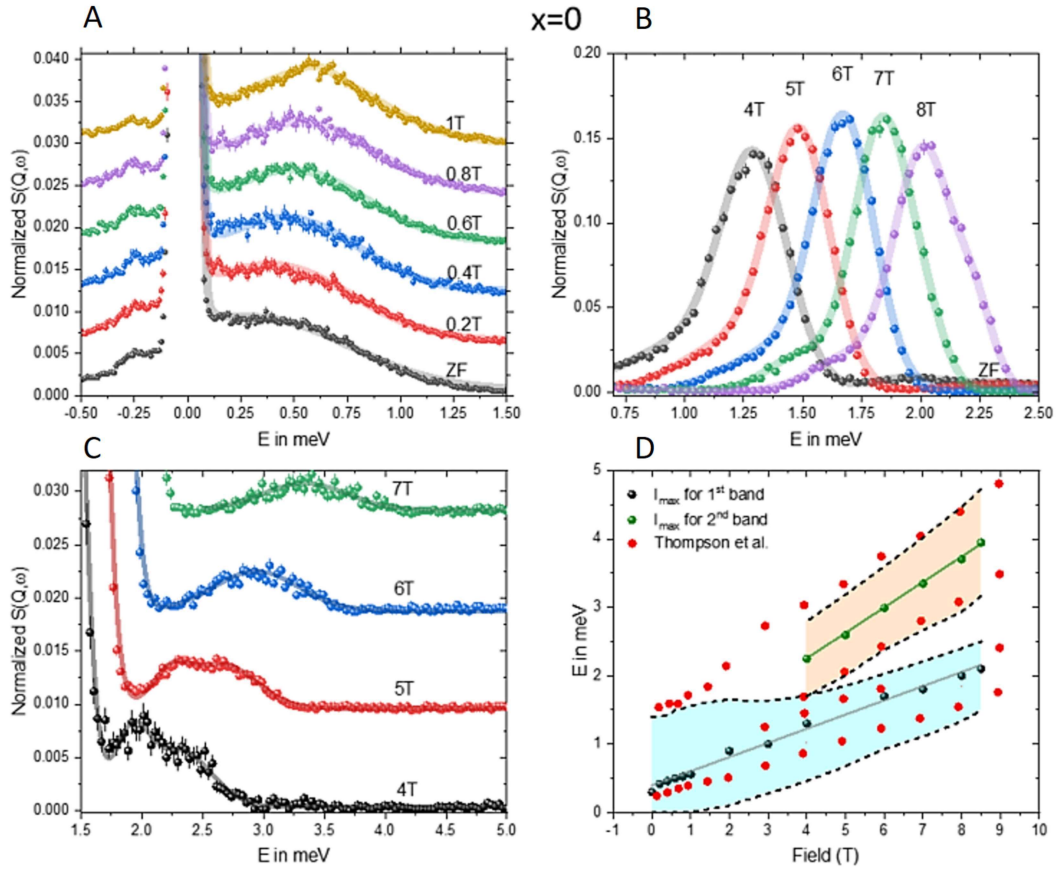 x=0
A
Normalized S(Q,ω)
0.040
0.035
0.030
0.025
0.020
0.015
0.010
0.005
0.000
1T
0.8T
0.6T
0.4T
0.2T
ZF
-0.50 -0.25 0.00 0.25 0.50 0.75 1.00 1.25 1.50
E in meV
B
Normalized S(Q,ω)
0.20
0.15
0.10
0.05
0.00
4T 5T 6T 7T 8T
ZF
0.75 1.00 1.25 1.50 1.75 2.00 2.25 2.50
E in meV
C
Normalized S(Q,ω)
0.030
0.025
0.020
0.015
0.010
0.005
0.000
7T
6T
5T
4T
1.5 2.0 2.5 3.0 3.5 4.0 4.5 5.0
E in meV
D
I_max for 1st band
I_max for 2nd band
Thompson et al.
E in meV
5
4
3
2
1
0
-1 0 1 2 3 4 5 6 7 8 9 10
Field (T)